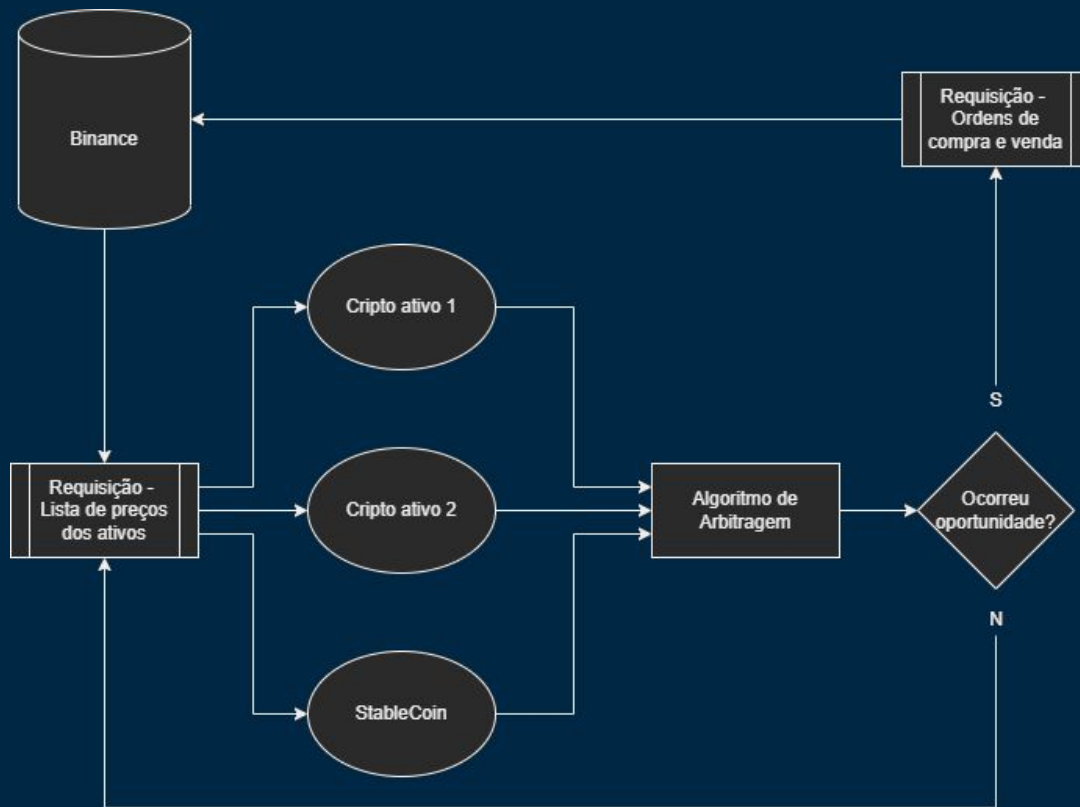 Binance
Requisição -
Ordens de
compra e venda
Cripto ativo 1
S
Requisição -
Lista de preços
dos ativos
Cripto ativo 2
Algoritmo de
Arbitragem
Ocorreu
oportunidade?
N
StableCoin